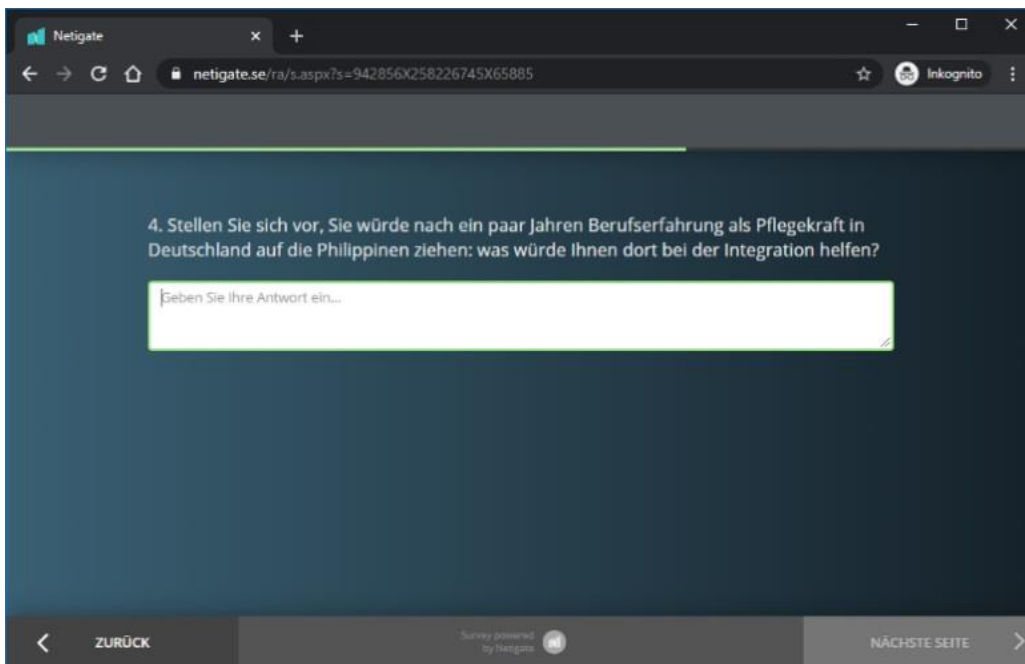 Netigate
netigate.se/ra/s.aspx?s=942856X258226745X65885
Inkognito
4. Stellen Sie sich vor, Sie würde nach ein paar Jahren Berufserfahrung als Pflegekraft in
Deutschland auf die Philippinen ziehen: was würde Ihnen dort bei der Integration helfen?
Geben Sie Ihre Antwort ein...
ZURÜCK
Survey powered
by Netigate
NÄCHSTE SEITE